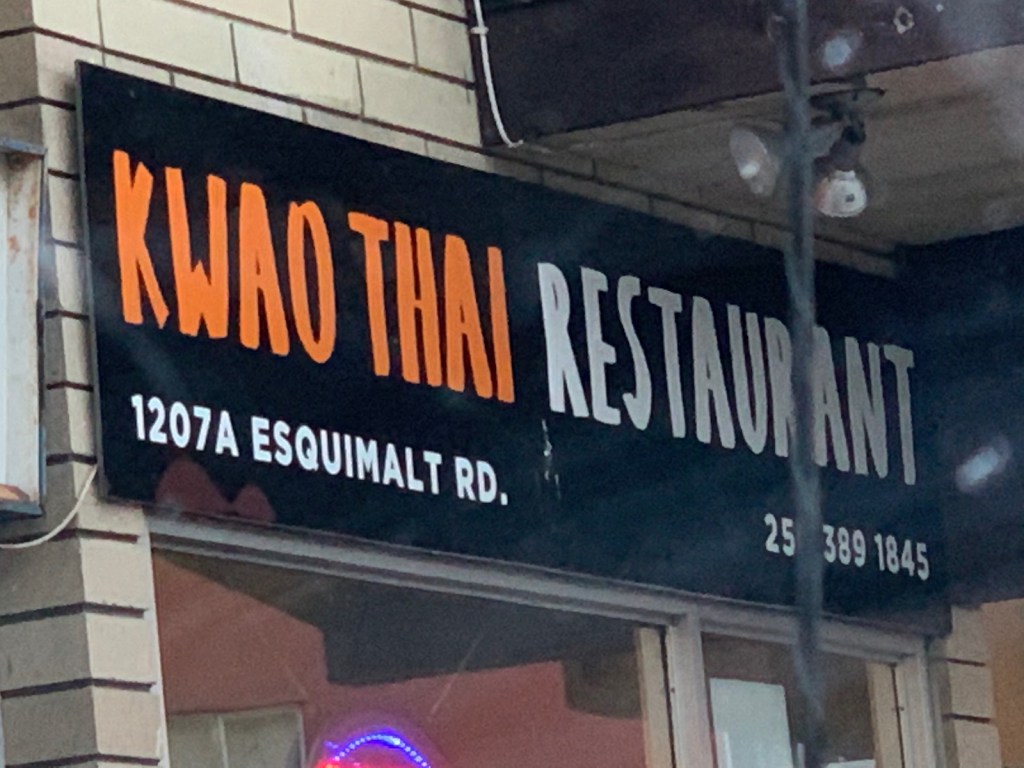 KWAO THAI RESTAURANT
1207A ESQUIMALT RD.
389 1845